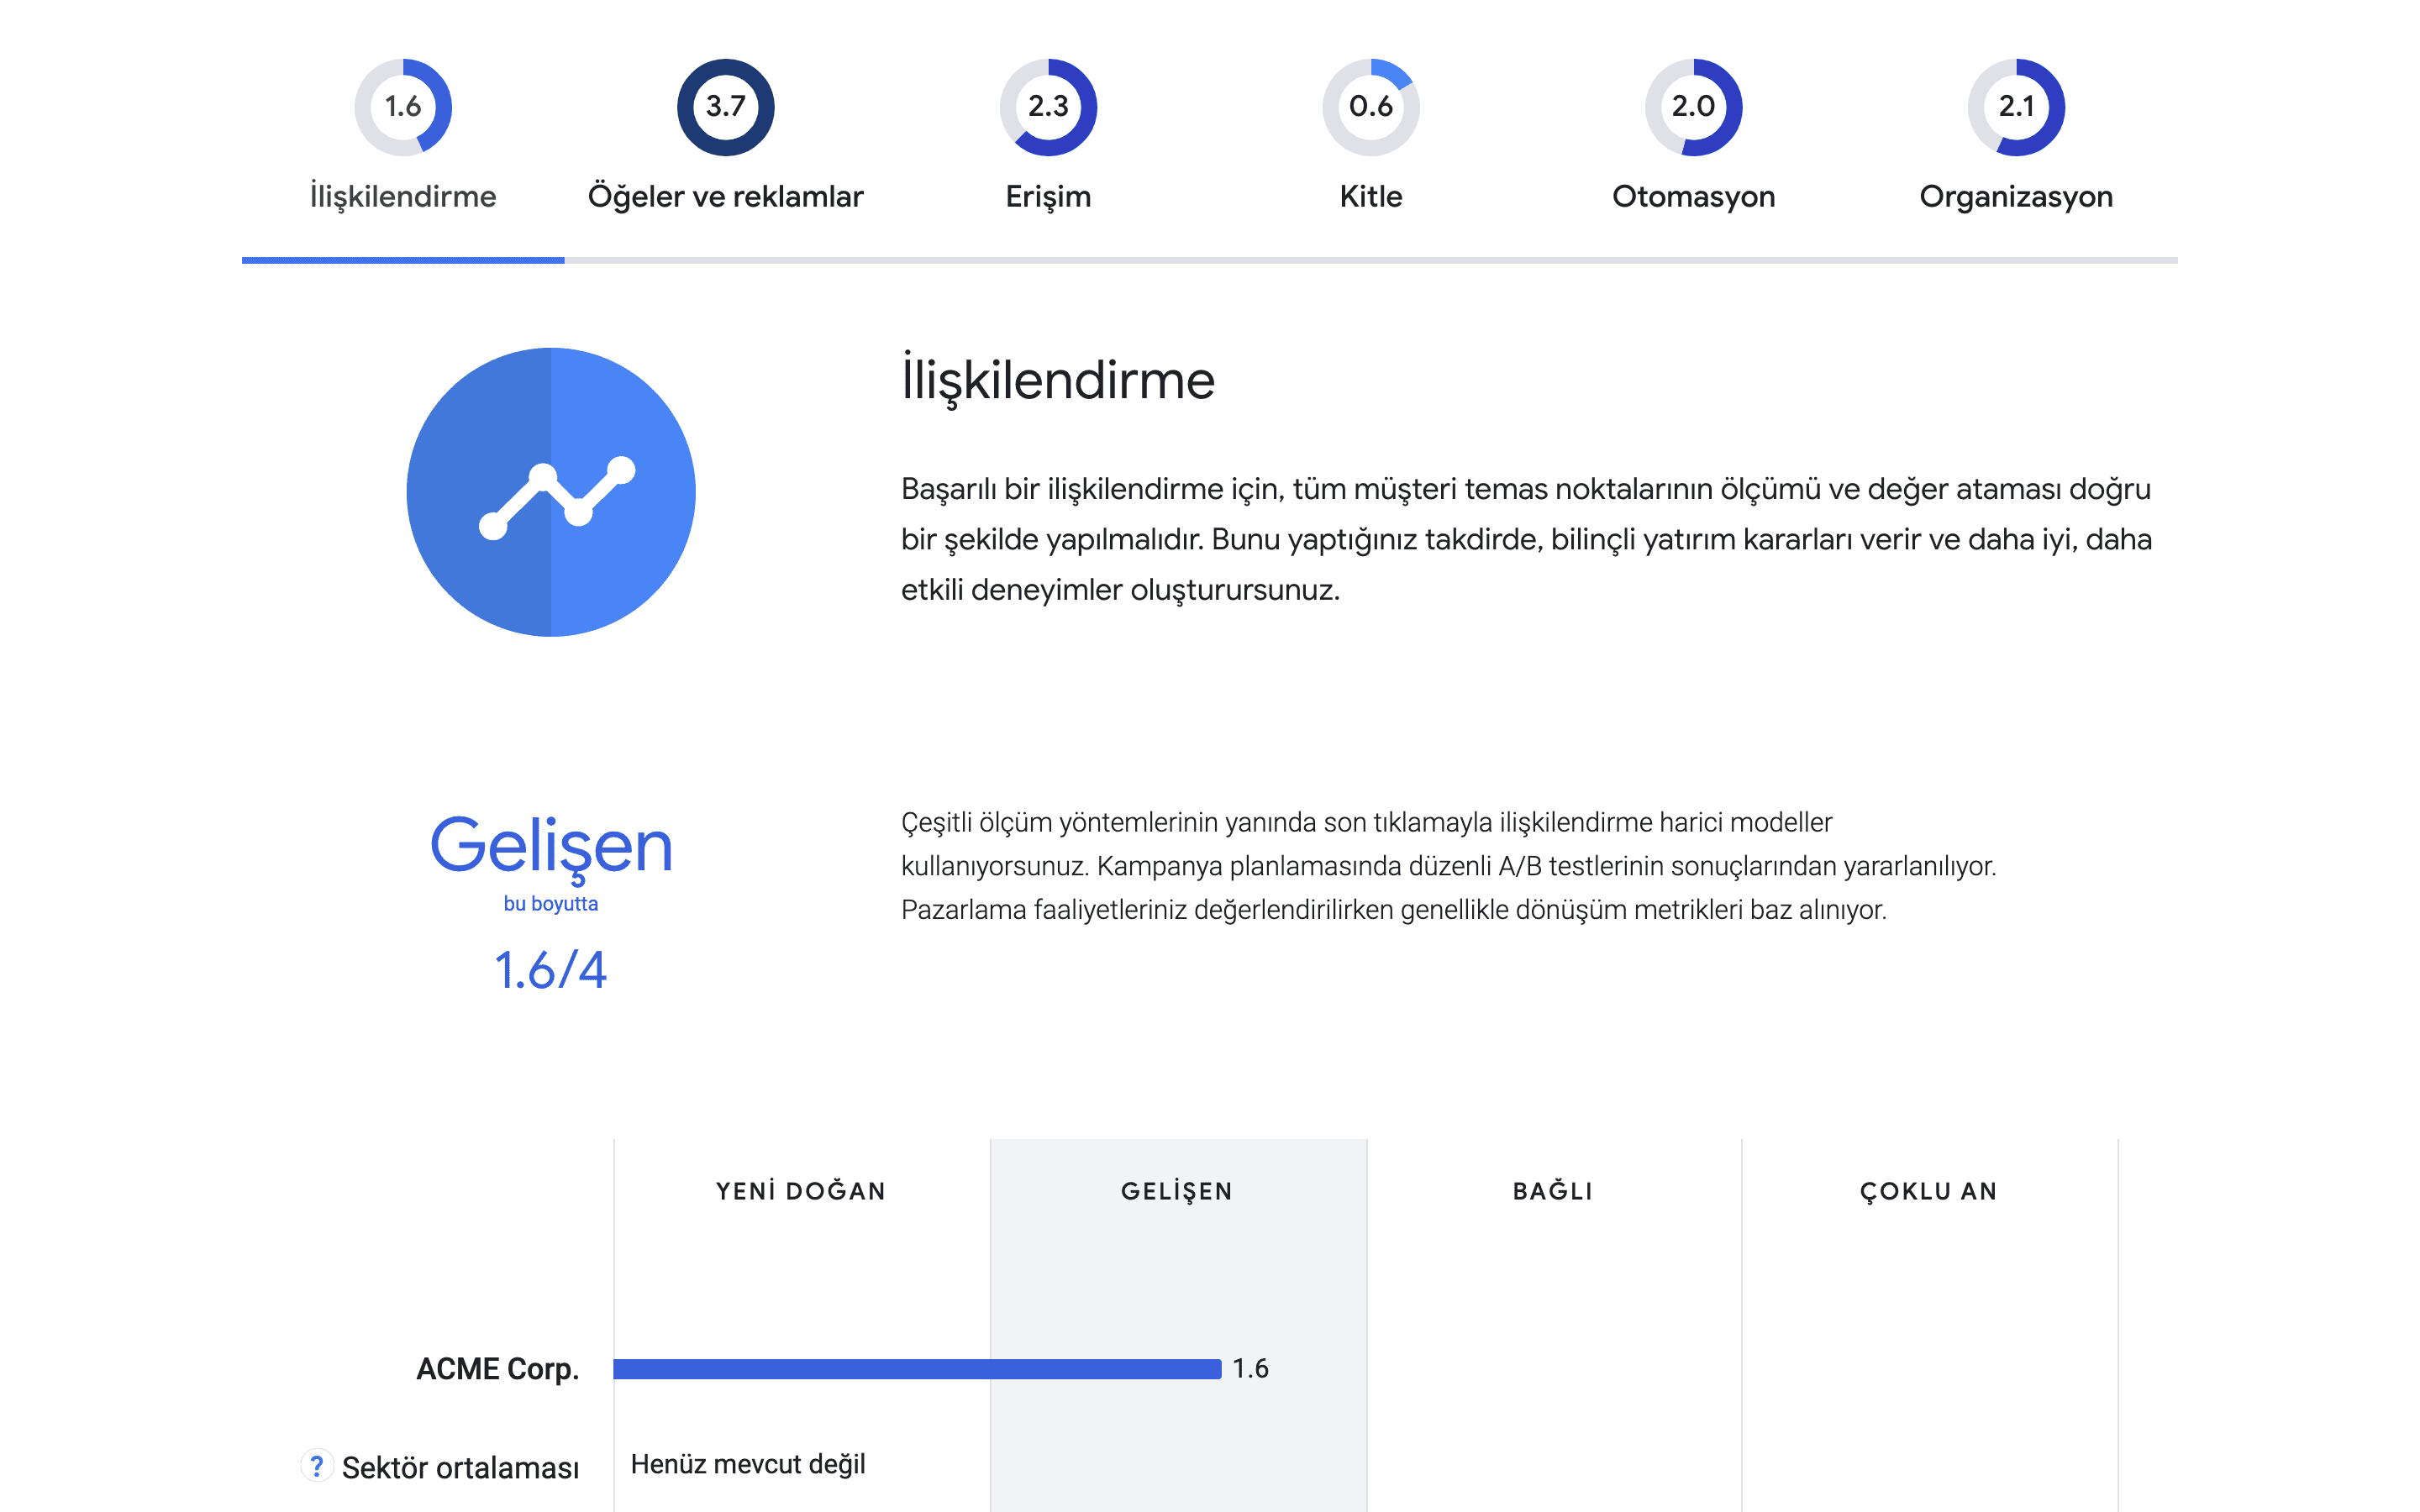 1.6
3.7
2.3
0.6
2.0
2.1
İlişkilendirme
Öğeler ve reklamlar
Erişim
Kitle
Otomasyon
Organizasyon
İlişkilendirme
Başarılı bir ilişkilendirme için, tüm müşteri temas noktalarının ölçümü ve değer ataması doğru
bir şekilde yapılmalıdır. Bunu yaptığınız takdirde, bilinçli yatırım kararları verir ve daha iyi, daha
etkili deneyimler oluşturursunuz.
Gelişen
bu boyutta
1.6/4
Çeşitli ölçüm yöntemlerinin yanında son tıklamayla ilişkilendirme harici modeller
kullanıyorsunuz. Kampanya planlamasında düzenli A/B testlerinin sonuçlarından yararlanılıyor.
Pazarlama faaliyetleriniz değerlendirilirken genellikle dönüşüm metrikleri baz alınıyor.
YENİ DOĞAN
GELİŞEN
BAĞLI
ÇOKLU AN
ACME Corp.
1.6
? Sektör ortalaması
Henüz mevcut değil